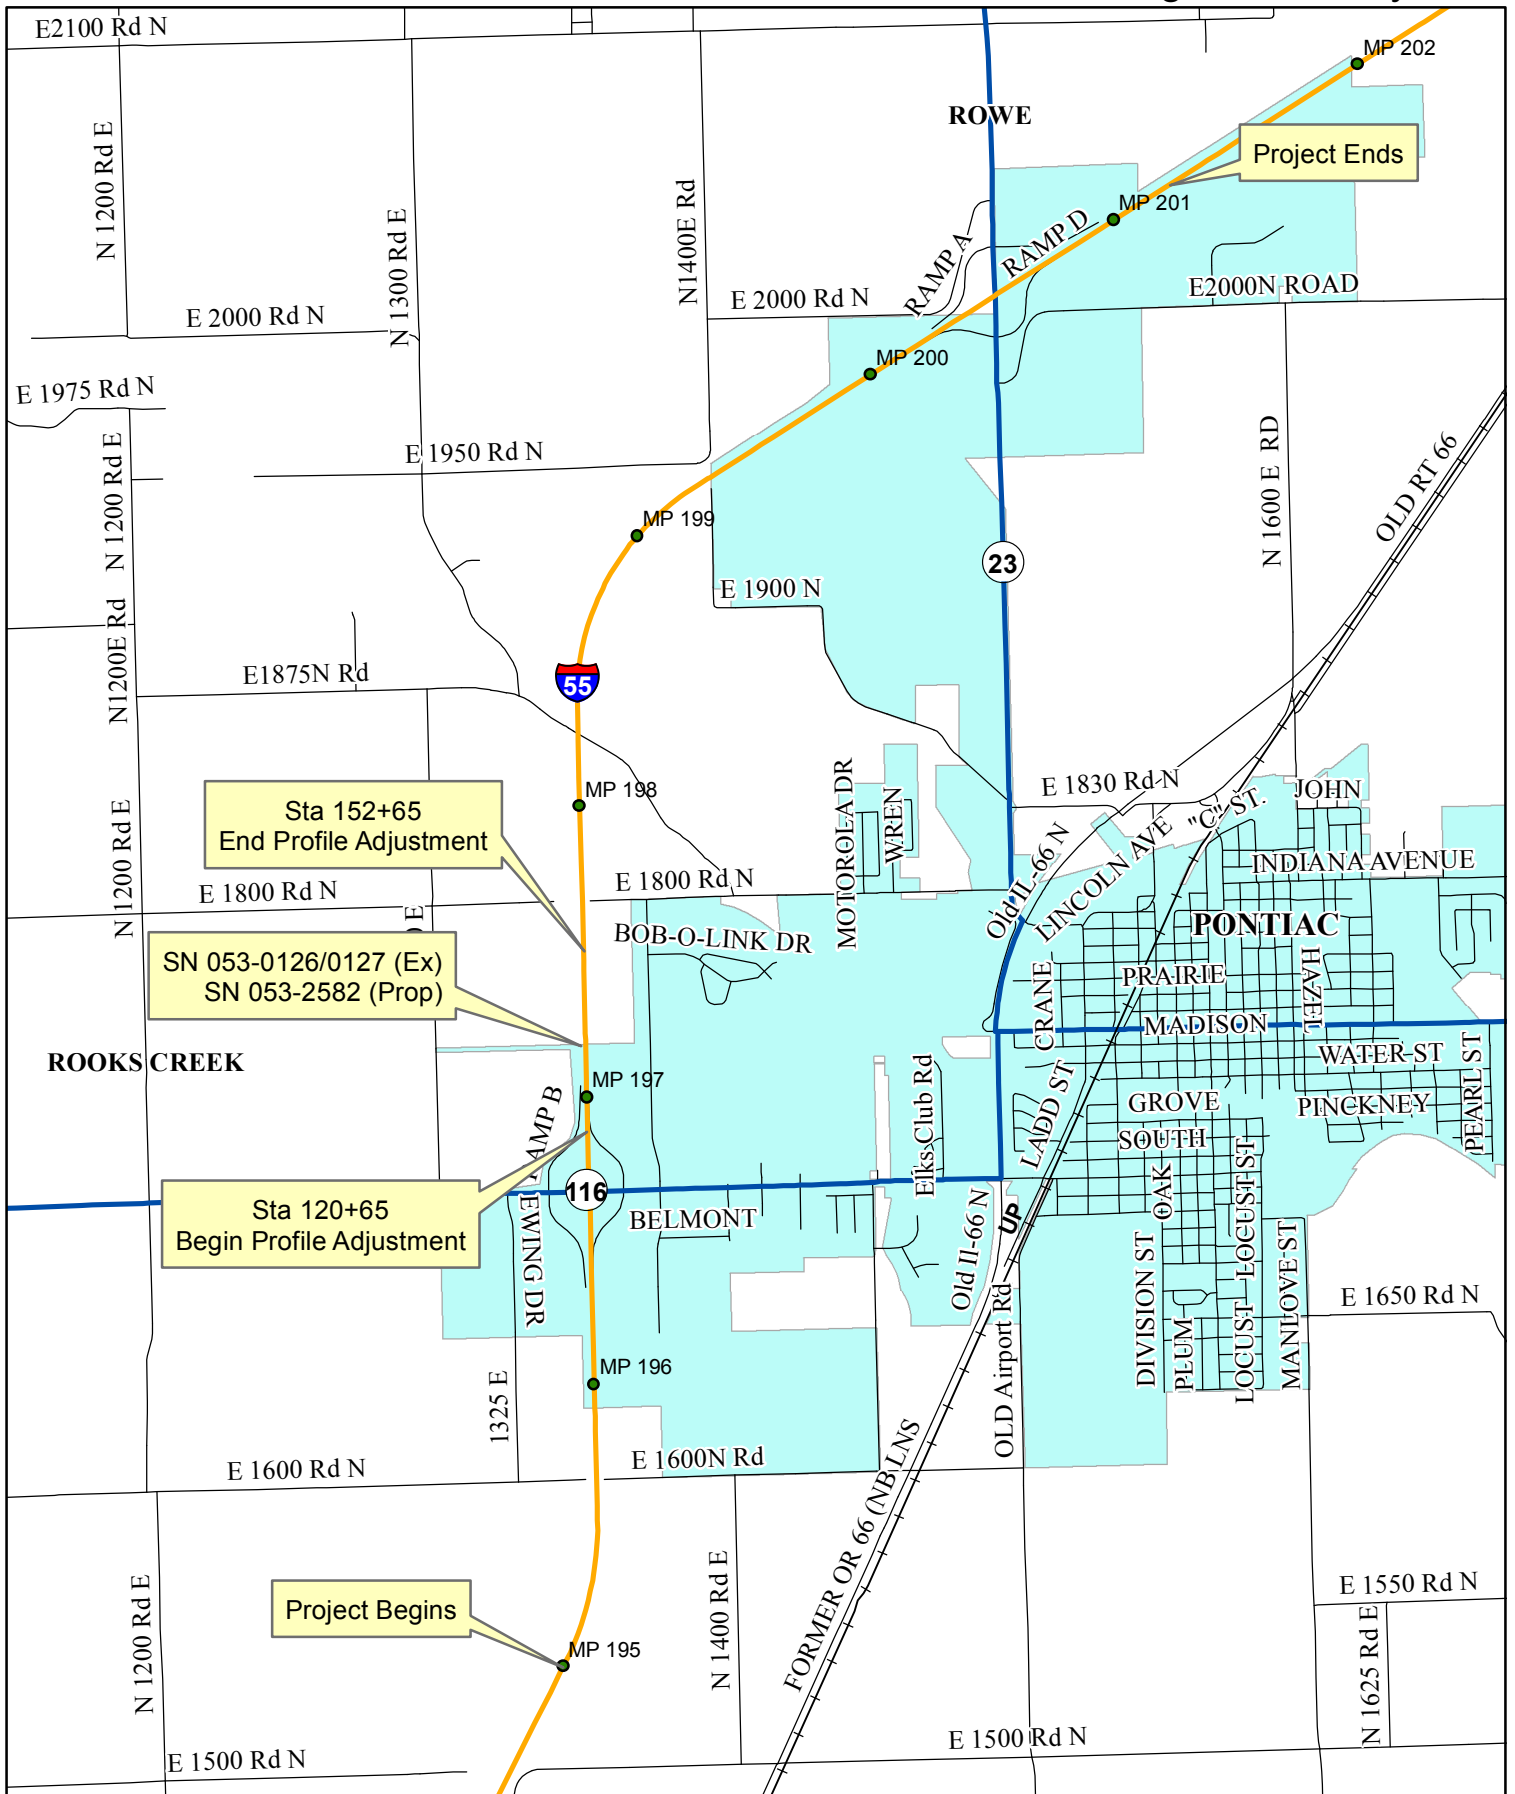 E2100 Rd N
MP 202
ROWE
Project Ends
N 1200 Rd E
N 1300 Rd E
N1400E Rd
MP 201
RAMP A
RAMP D
E 2000 Rd N
E 2000 Rd N
E2000N ROAD
MP 200
E 1975 Rd N
E 1950 Rd N
N 1200 Rd E
N 1600 E RD
OLD RT 66
MP 199
23
E 1900 N
N1200E Rd
E1875N Rd
55
MP 198
E 1830 Rd N
MOTOROLA DR
WREN
JOHN
"C" ST.
Sta 152+65
End Profile Adjustment
N 1200 Rd E
INDIANA AVENUE
E 1800 Rd N
E 1800 Rd N
Old IL-66 N
LINCOLN AVE
PONTIAC
BOB-O-LINK DR
SN 053-0126/0127 (Ex)
SN 053-2582 (Prop)
CRANE
PRAIRIE
HAZEL
MADISON
ROOKS CREEK
WATER ST
MP 197
AMP B
Elks Club Rd
LADD ST
GROVE
PINCKNEY
PEARL ST
SOUTH
116
OAK
LOCUST ST
Sta 120+65
Begin Profile Adjustment
EWING DR
BELMONT
Old Il-66 N
UP
DIVISION ST
MANLOVE ST
OLD Airport Rd
E 1650 Rd N
PLUM
LOCUST
MP 196
1325 E
E 1600 Rd N
E 1600N Rd
FORMER OR 66 (NB LNS
N 1200 Rd E
N 1400 Rd E
E 1550 Rd N
Project Begins
MP 195
N 1625 Rd E
E 1500 Rd N
E 1500 Rd N